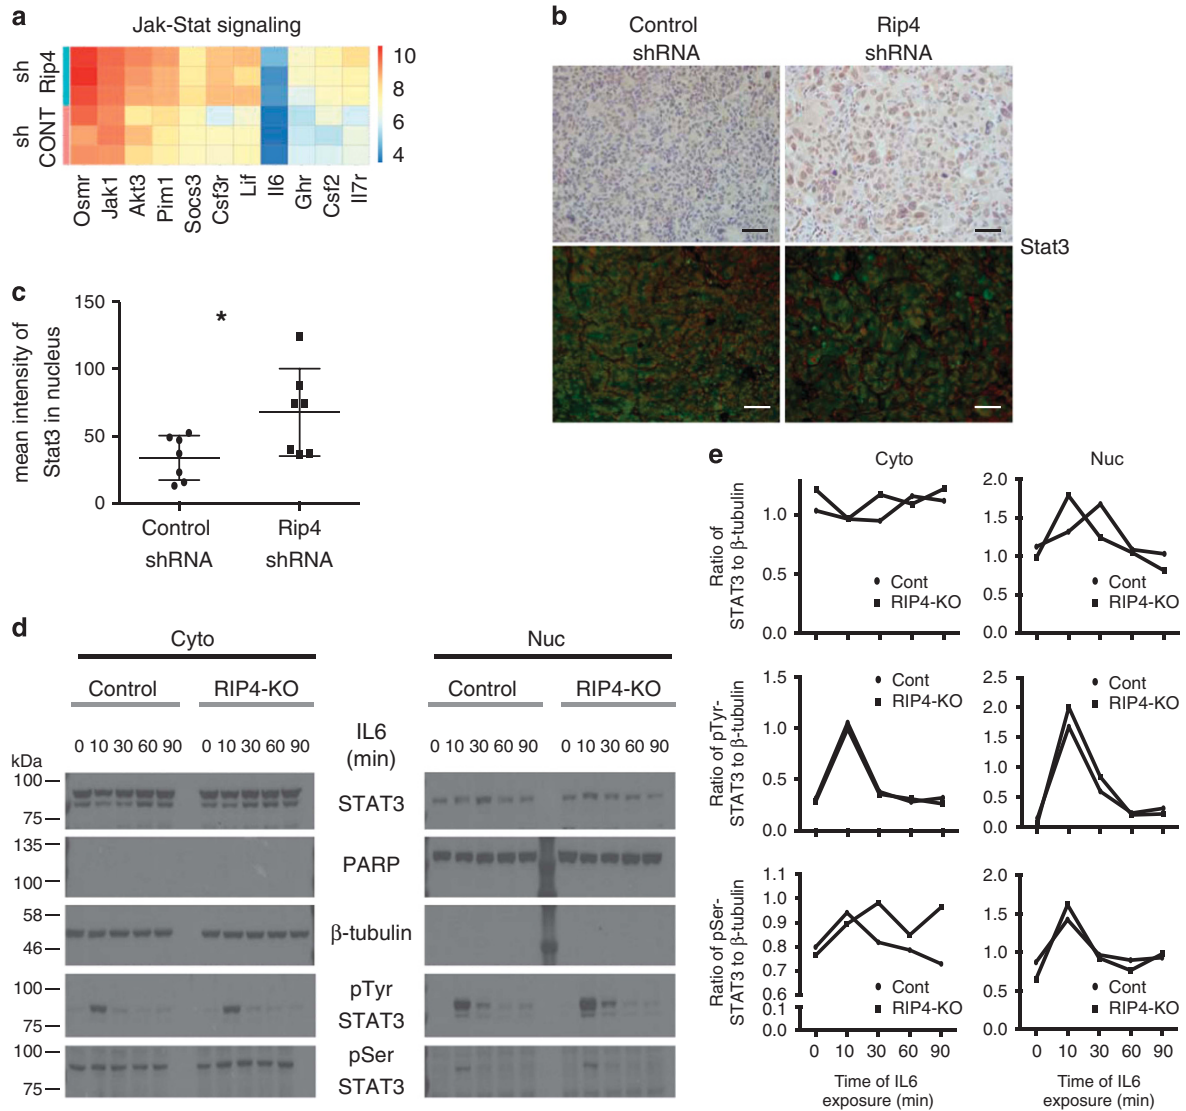 a
Jak-Stat signaling
sh
Rip4
sh
CONT
10
8
6
4
Osmr
Jak1
Akt3
Pim1
Socs3
Csf3r
Lif
Il6
Ghr
Csf2
Il7r
b
Control
shRNA
Rip4
shRNA
Stat3
c
mean intensity of
Stat3 in nucleus
150
100
50
0
*
Control
shRNA
Rip4
shRNA
d
Cyto
Nuc
Control
RIP4-KO
Control
RIP4-KO
IL6
(min)
0 10 30 60 90
0 10 30 60 90
0 10 30 60 90
0 10 30 60 90
kDa
100
75
STAT3
135
100
PARP
58
46
β-tubulin
100
75
pTyr
STAT3
100
75
pSer
STAT3
e
Cyto
Nuc
Ratio of
STAT3 to β-tubulin
1.0
0.5
0.0
Cont
RIP4-KO
2.0
1.5
1.0
0.5
0.0
Cont
RIP4-KO
Ratio of pTyr-
STAT3 to β-tubulin
1.5
1.0
0.5
0.0
Cont
RIP4-KO
2.5
2.0
1.5
1.0
0.5
0.0
Cont
RIP4-KO
Ratio of pSer-
STAT3 to β-tubulin
1.1
1.0
0.9
0.8
0.7
0.6
0.1
0.0
Cont
RIP4-KO
2.0
1.5
1.0
0.5
0.0
Cont
RIP4-KO
0 10 30 60 90
0 10 30 60 90
Time of IL6
exposure (min)
Time of IL6
exposure (min)